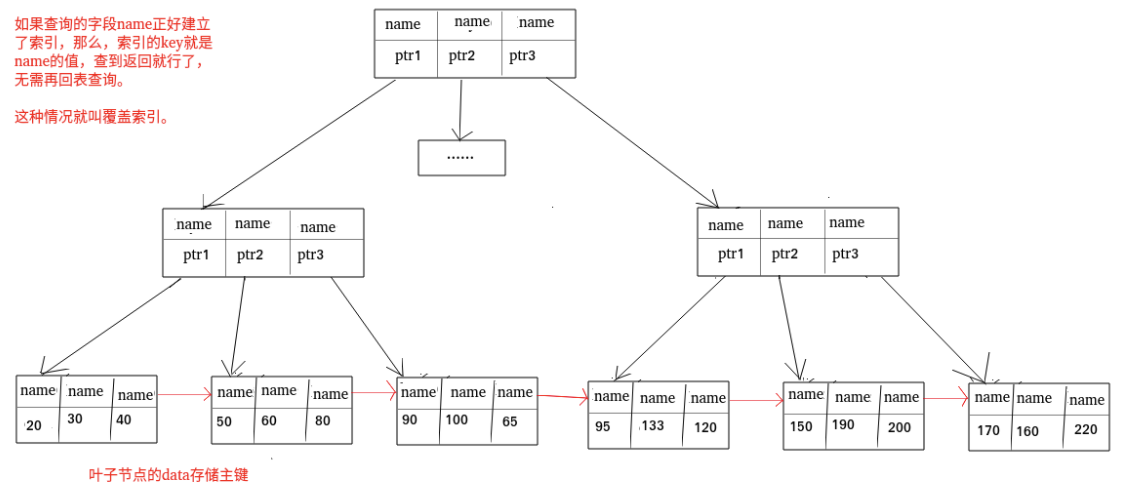 如果查询的字段name正好建立
了索引，那么，索引的key就是
name的值，查到返回就行了，
无需再回表查询。
这种情况就叫覆盖索引。
name name name
ptr1 ptr2 ptr3
......
name name name
ptr1 ptr2 ptr3
name name name
ptr1 ptr2 ptr3
name name name
20 30 40
name name name
50 60 80
name name name
90 100 65
name name name
95 133 120
name name name
150 190 200
name name name
170 160 220
叶子节点的data存储主键